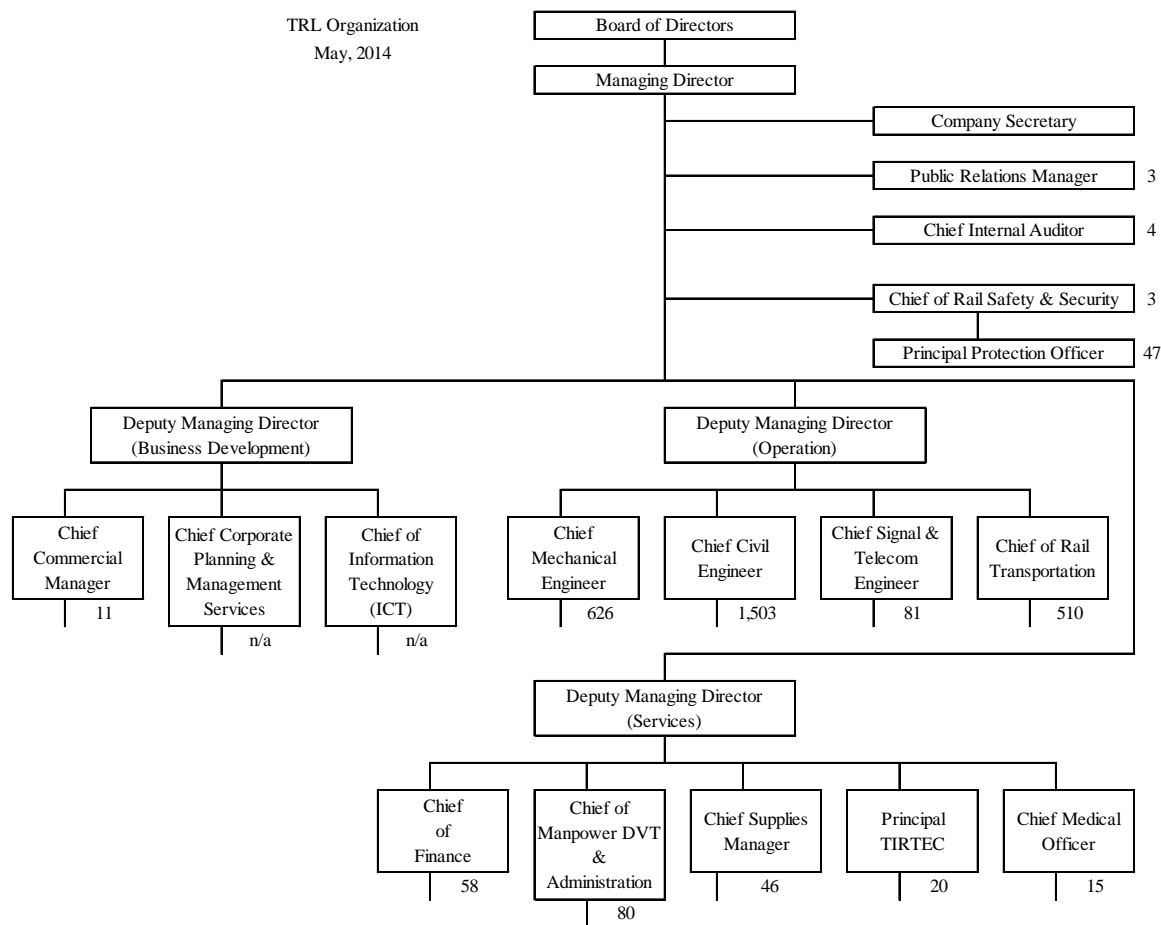 TRL Organization
May, 2014
Board of Directors
Managing Director
Company Secretary
Public Relations Manager 3
Chief Internal Auditor 4
Chief of Rail Safety & Security 3
Principal Protection Officer 47
Deputy Managing Director
(Business Development)
Deputy Managing Director
(Operation)
Chief
Commercial
Manager
11
Chief Corporate
Planning &
Management
Services
n/a
Chief of
Information
Technology
(ICT)
n/a
Chief
Mechanical
Engineer
626
Chief Civil
Engineer
1,503
Chief Signal &
Telecom
Engineer
81
Chief of Rail
Transportation
510
Deputy Managing Director
(Services)
Chief
of
Finance
58
Chief of
Manpower DVT
&
Administration
80
Chief Supplies
Manager
46
Principal
TIRTEC
20
Chief Medical
Officer
15